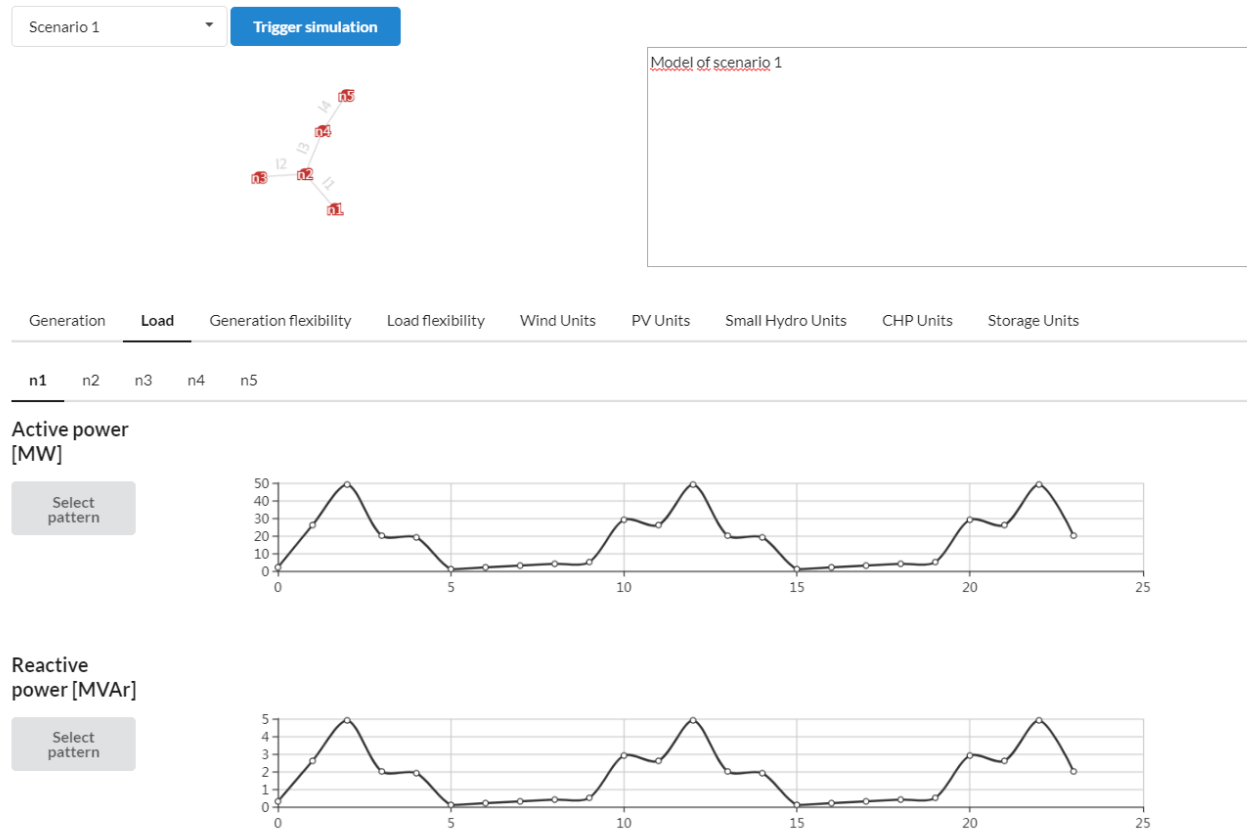 Scenario 1
Trigger simulation
Model of scenario 1
n5
l4
n4
l3
l2
n3
n2
l1
n1
Generation Load Generation flexibility Load flexibility Wind Units PV Units Small Hydro Units CHP Units Storage Units
n1 n2 n3 n4 n5
Active power
[MW]
Select
pattern
50
40
30
20
10
0
0 5 10 15 20 25
Reactive
power [MVAr]
Select
pattern
5
4
3
2
1
0
0 5 10 15 20 25